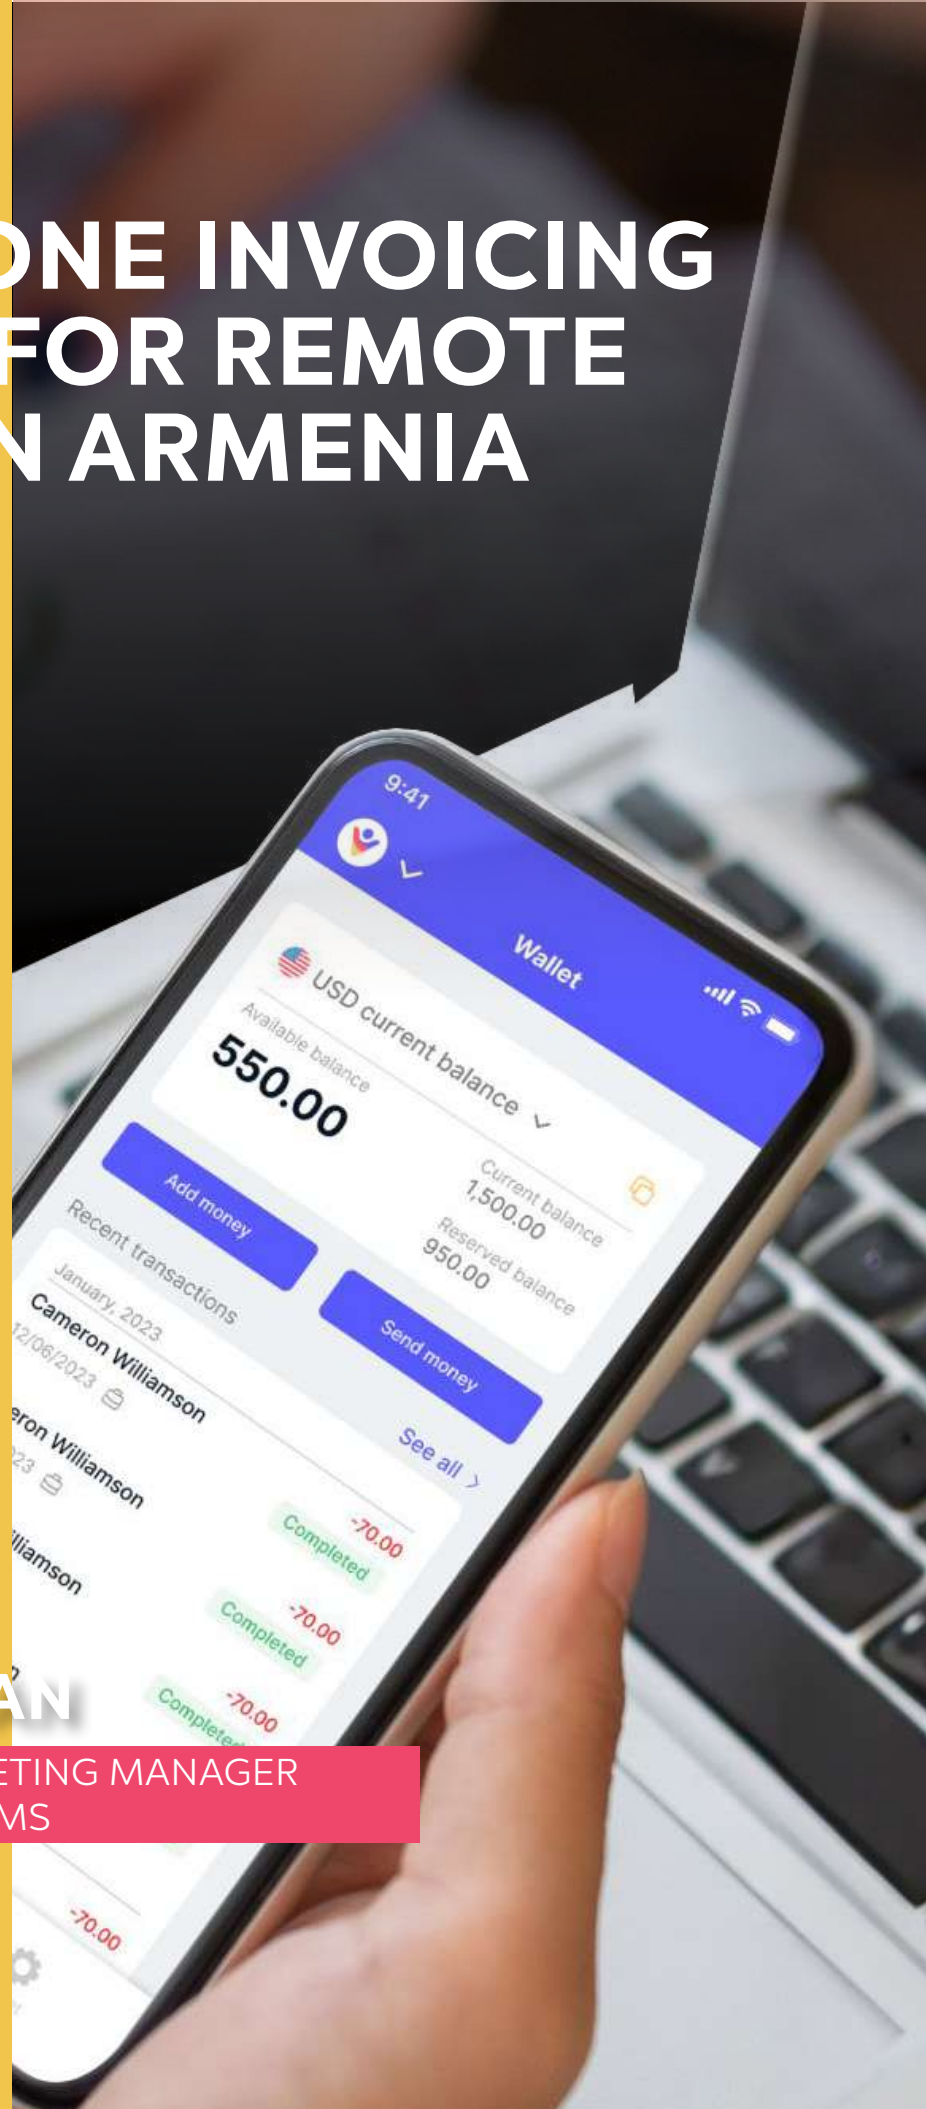 ONE INVOICING
FOR REMOTE
N ARMENIA
9:41
Wallet
USD current balance
Available balance
550.00
Current balance
1,500.00
Reserved balance
950.00
Add money
Send money
Recent transactions
See all
January, 2023
Cameron Williamson
-70.00
12/06/2023
Completed
eron Williamson
-70.00
23
Completed
lliamson
-70.00
Completed
n
AN
ETING MANAGER
MS
-70.00